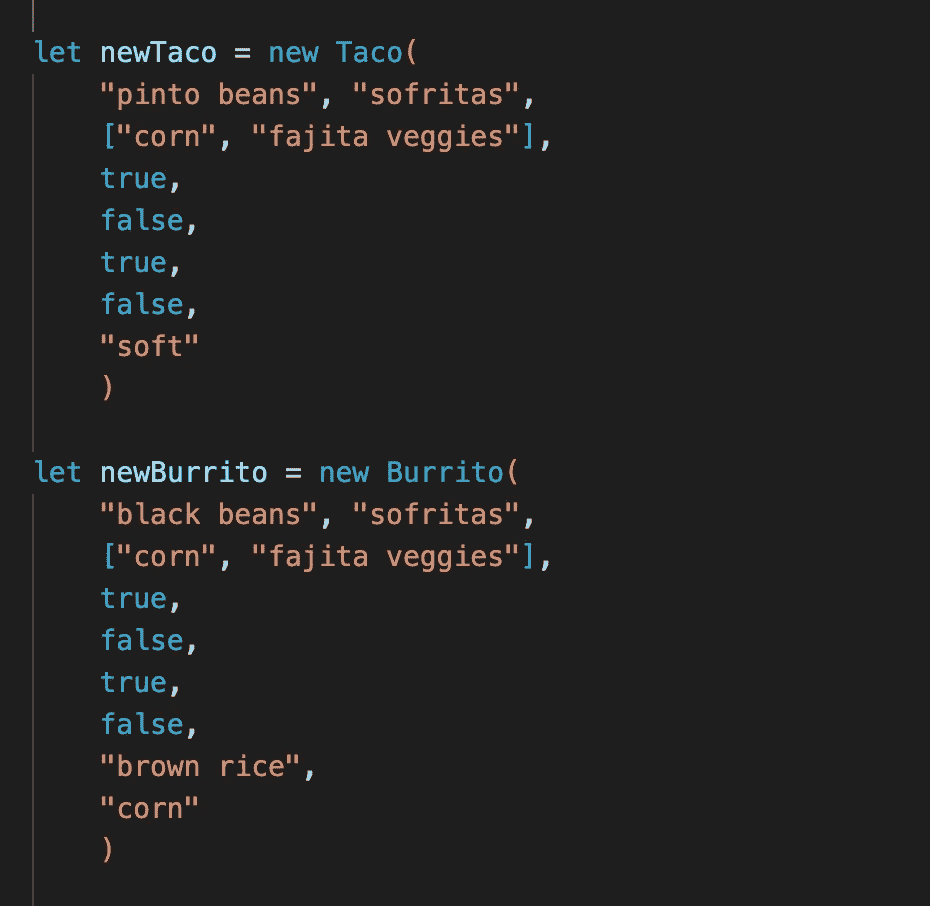 let newTaco = new Taco(
"pinto beans", "sofritas",
["corn", "fajita veggies"],
true,
false,
true,
false,
"soft"
)
let newBurrito = new Burrito(
"black beans", "sofritas",
["corn", "fajita veggies"],
true,
false,
true,
false,
"brown rice",
"corn"
)